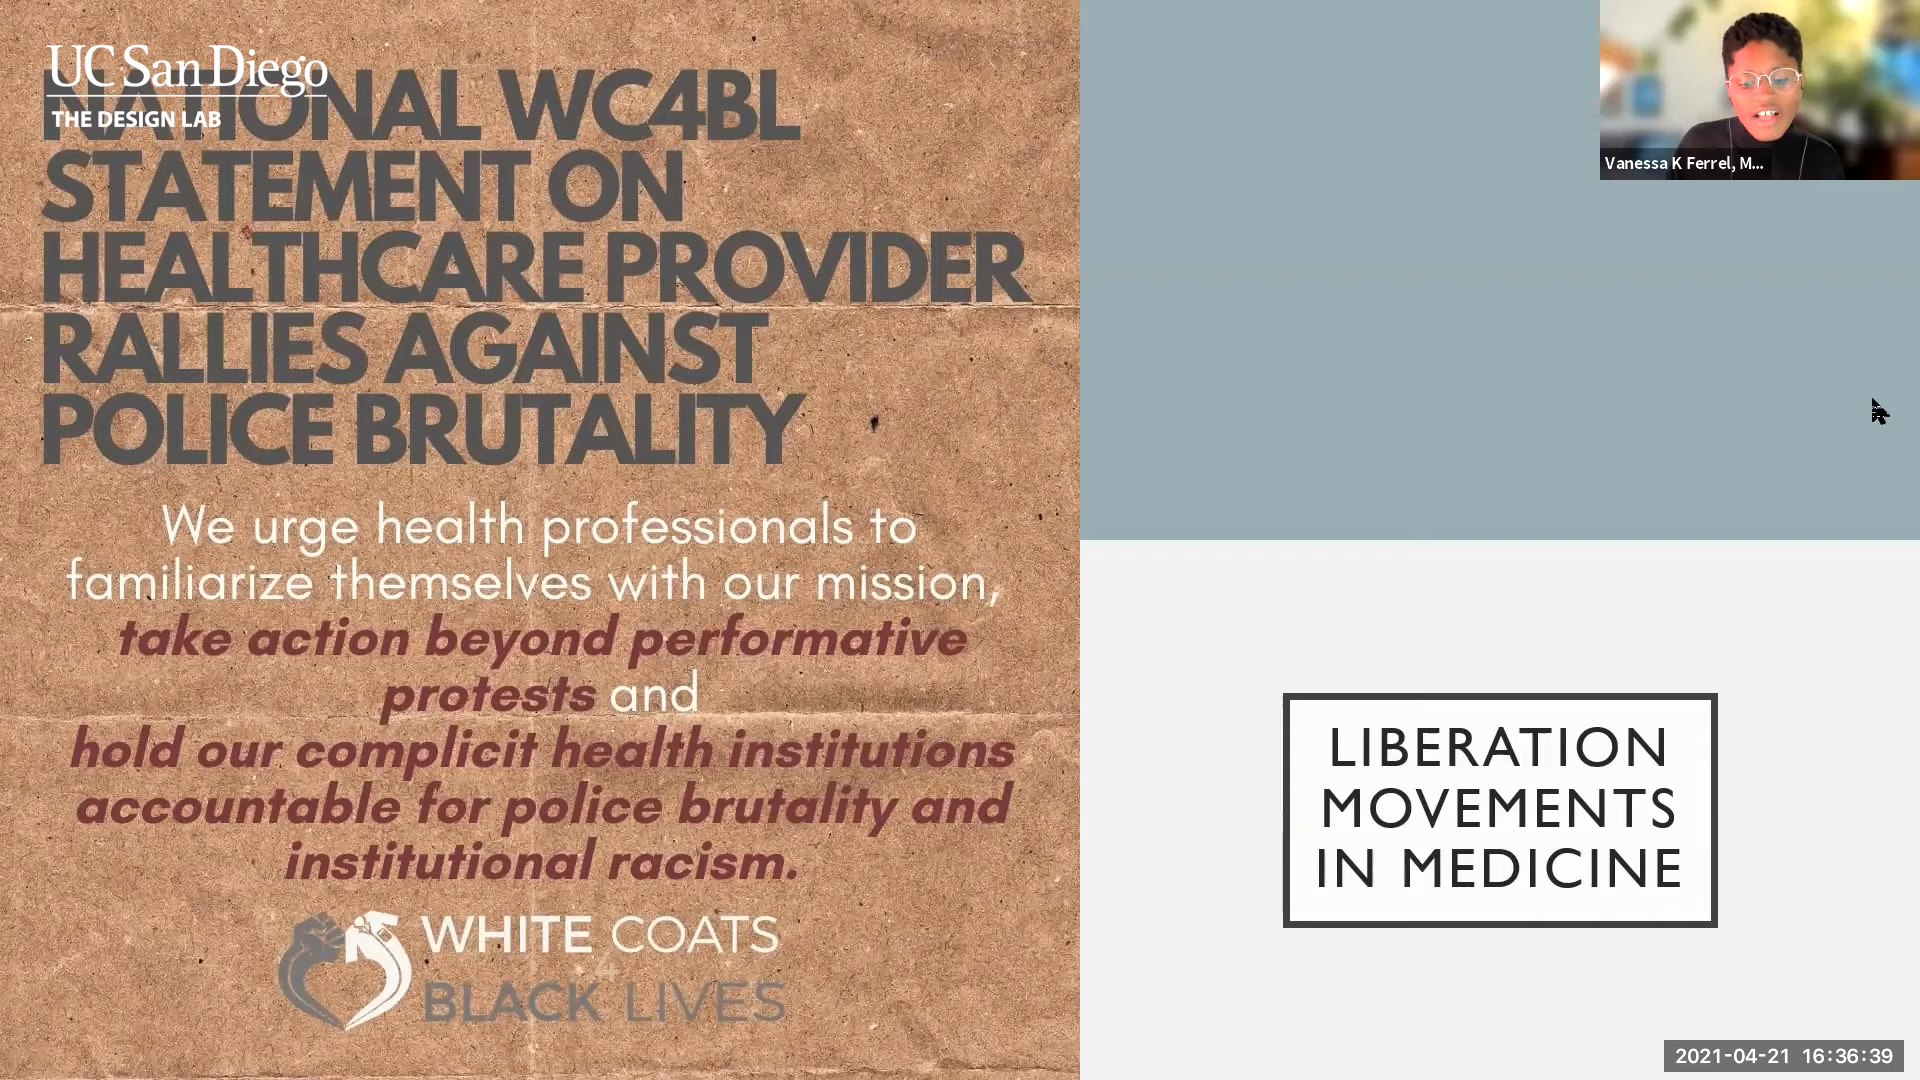 UC San Diego
THE DESIGN LAB
NATIONAL WC4BL
STATEMENT ON
HEALTHCARE PROVIDER
RALLIES AGAINST
POLICE BRUTALITY
We urge health professionals to
familiarize themselves with our mission,
take action beyond performative
protests and
hold our complicit health institutions
accountable for police brutality and
institutional racism.
WHITE COATS
4
BLACK LIVES
Vanessa K Ferrel, M...
LIBERATION
MOVEMENTS
IN MEDICINE
2021-04-21 16:36:39